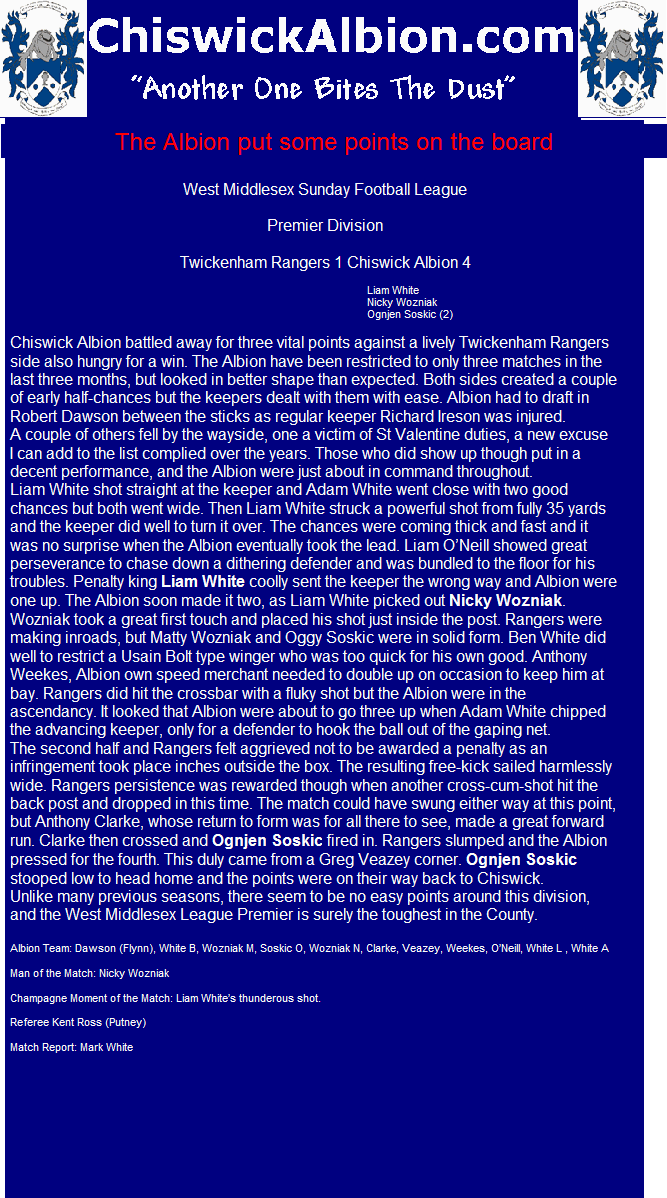 ChiswickAlbion.com
“Another One Bites The Dust”
The Albion put some points on the board
West Middlesex Sunday Football League
Premier Division
Twickenham Rangers 1 Chiswick Albion 4
Liam White
Nicky Wozniak
Ognjen Soskic (2)
Chiswick Albion battled away for three vital points against a lively Twickenham Rangers
side also hungry for a win. The Albion have been restricted to only three matches in the
last three months, but looked in better shape than expected. Both sides created a couple
of early half-chances but the keepers dealt with them with ease. Albion had to draft in
Robert Dawson between the sticks as regular keeper Richard Ireson was injured.
A couple of others fell by the wayside, one a victim of St Valentine duties, a new excuse
I can add to the list complied over the years. Those who did show up though put in a
decent performance, and the Albion were just about in command throughout.
Liam White shot straight at the keeper and Adam White went close with two good
chances but both went wide. Then Liam White struck a powerful shot from fully 35 yards
and the keeper did well to turn it over. The chances were coming thick and fast and it
was no surprise when the Albion eventually took the lead. Liam O’Neill showed great
perseverance to chase down a dithering defender and was bundled to the floor for his
troubles. Penalty king Liam White coolly sent the keeper the wrong way and Albion were
one up. The Albion soon made it two, as Liam White picked out Nicky Wozniak.
Wozniak took a great first touch and placed his shot just inside the post. Rangers were
making inroads, but Matty Wozniak and Oggy Soskic were in solid form. Ben White did
well to restrict a Usain Bolt type winger who was too quick for his own good. Anthony
Weekes, Albion own speed merchant needed to double up on occasion to keep him at
bay. Rangers did hit the crossbar with a fluky shot but the Albion were in the
ascendancy. It looked that Albion were about to go three up when Adam White chipped
the advancing keeper, only for a defender to hook the ball out of the gaping net.
The second half and Rangers felt aggrieved not to be awarded a penalty as an
infringement took place inches outside the box. The resulting free-kick sailed harmlessly
wide. Rangers persistence was rewarded though when another cross-cum-shot hit the
back post and dropped in this time. The match could have swung either way at this point,
but Anthony Clarke, whose return to form was for all there to see, made a great forward
run. Clarke then crossed and Ognjen Soskic fired in. Rangers slumped and the Albion
pressed for the fourth. This duly came from a Greg Veazey corner. Ognjen Soskic
stooped low to head home and the points were on their way back to Chiswick.
Unlike many previous seasons, there seem to be no easy points around this division,
and the West Middlesex League Premier is surely the toughest in the County.
Albion Team: Dawson (Flynn), White B, Wozniak M, Soskic O, Wozniak N, Clarke, Veazey, Weekes, O'Neill, White L , White A
Man of the Match: Nicky Wozniak
Champagne Moment of the Match: Liam White's thunderous shot.
Referee Kent Ross (Putney)
Match Report: Mark White